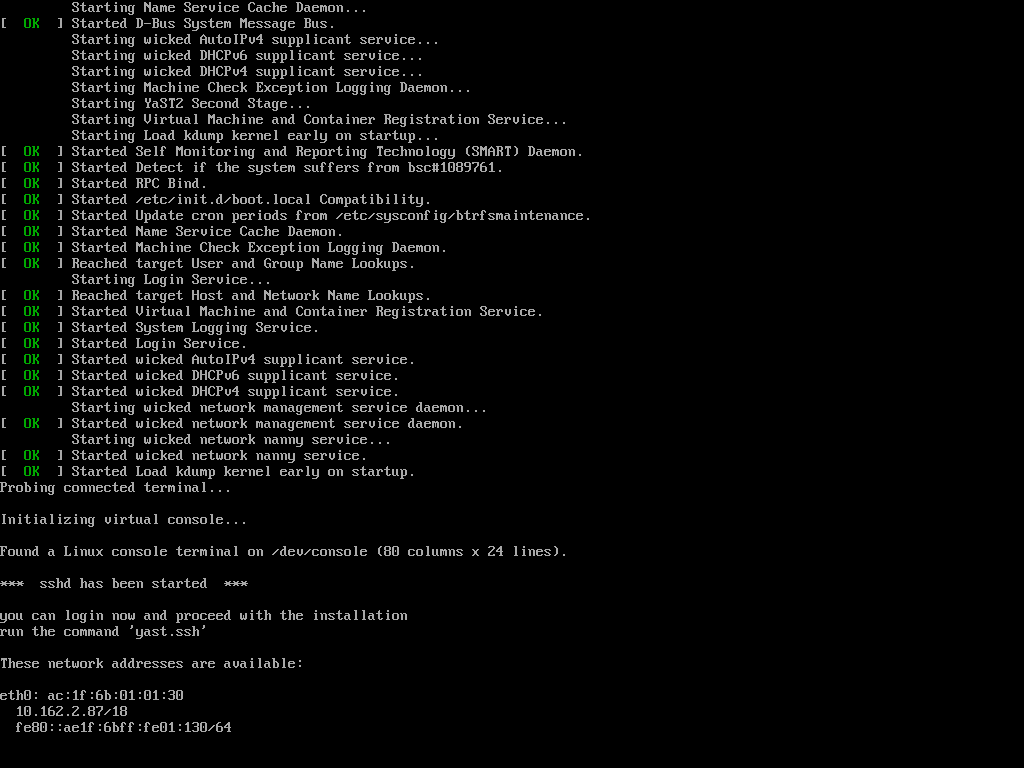 Starting Name Service Cache Daemon...
[  OK  ] Started D-Bus System Message Bus.
Starting wicked AutoIPv4 supplicant service...
Starting wicked DHCPv6 supplicant service...
Starting wicked DHCPv4 supplicant service...
Starting Machine Check Exception Logging Daemon...
Starting YaST2 Second Stage...
Starting Virtual Machine and Container Registration Service...
Starting Load kdump kernel early on startup...
[  OK  ] Started Self Monitoring and Reporting Technology (SMART) Daemon.
[  OK  ] Started Detect if the system suffers from bsc#1089761.
[  OK  ] Started RPC Bind.
[  OK  ] Started /etc/init.d/boot.local Compatibility.
[  OK  ] Started Update cron periods from /etc/sysconfig/btrfsmaintenance.
[  OK  ] Started Name Service Cache Daemon.
[  OK  ] Started Machine Check Exception Logging Daemon.
[  OK  ] Reached target User and Group Name Lookups.
Starting Login Service...
[  OK  ] Reached target Host and Network Name Lookups.
[  OK  ] Started Virtual Machine and Container Registration Service.
[  OK  ] Started System Logging Service.
[  OK  ] Started Login Service.
[  OK  ] Started wicked AutoIPv4 supplicant service.
[  OK  ] Started wicked DHCPv6 supplicant service.
[  OK  ] Started wicked DHCPv4 supplicant service.
Starting wicked network management service daemon...
[  OK  ] Started wicked network management service daemon.
Starting wicked network nanny service...
[  OK  ] Started wicked network nanny service.
[  OK  ] Started Load kdump kernel early on startup.
Probing connected terminal...
Initializing virtual console...
Found a Linux console terminal on /dev/console (80 columns x 24 lines).
***  sshd has been started  ***
you can login now and proceed with the installation
run the command 'yast.ssh'
These network addresses are available:
eth0: ac:1f:6b:01:01:30
10.162.2.87/18
fe80::ae1f:6bff:fe01:130/64